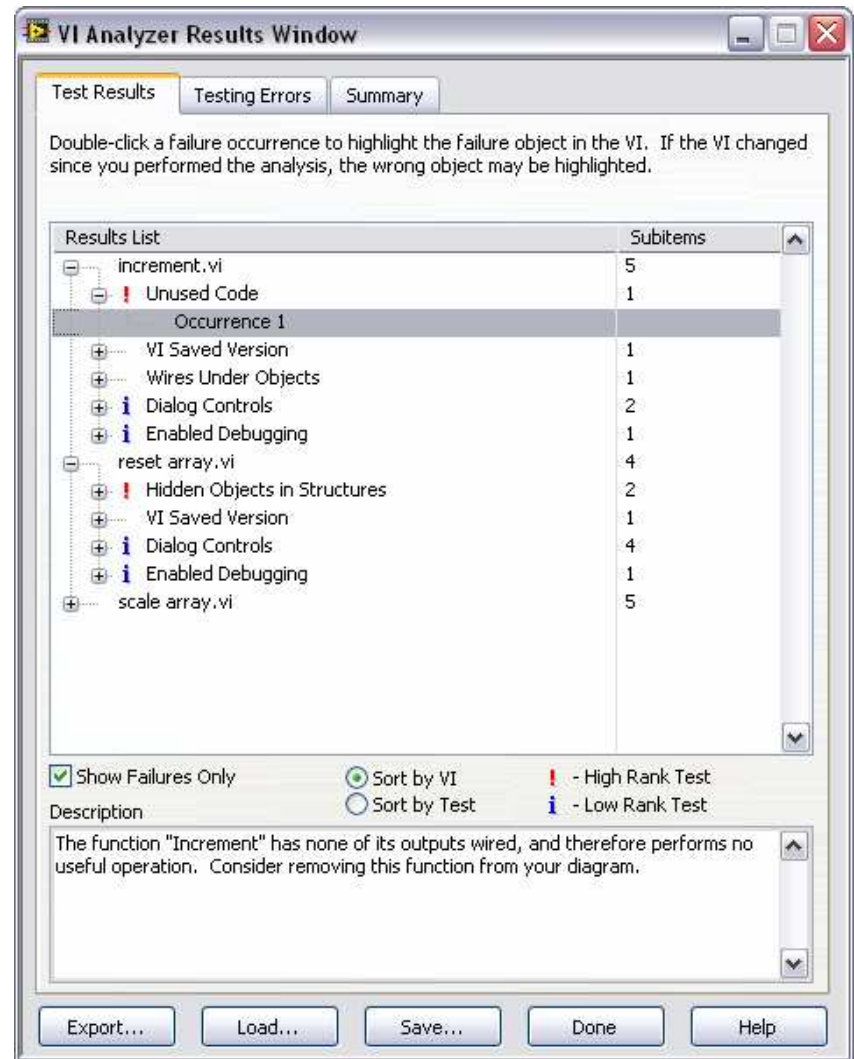 VI Analyzer Results Window
Test Results Testing Errors Summary
Double-click a failure occurrence to highlight the failure object in the VI. If the VI changed
since you performed the analysis, the wrong object may be highlighted.
Results List Subitems
increment.vi 5
! Unused Code 1
Occurrence 1
VI Saved Version 1
Wires Under Objects 1
i Dialog Controls 2
i Enabled Debugging 1
reset array.vi 4
! Hidden Objects in Structures 2
VI Saved Version 1
i Dialog Controls 4
i Enabled Debugging 1
scale array.vi 5
Show Failures Only Sort by VI ! - High Rank Test
Sort by Test i - Low Rank Test
Description
The function "Increment" has none of its outputs wired, and therefore performs no
useful operation. Consider removing this function from your diagram.
Export... Load... Save... Done Help